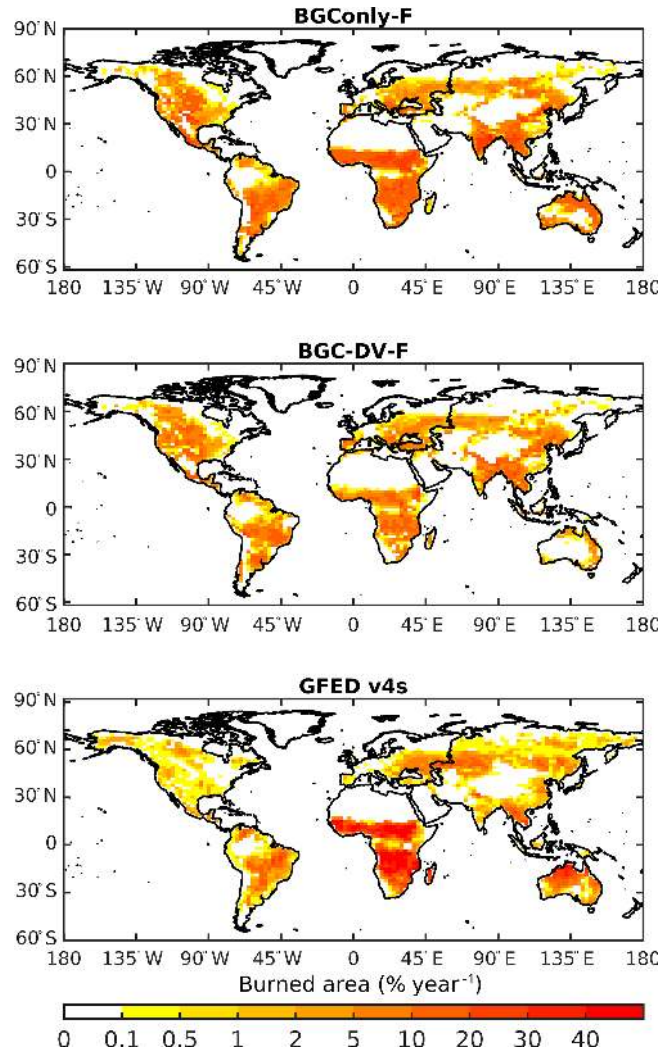 BGConly-F
90°N
60°N
30°N
0
30°S
60°S
180 135°W 90°W 45°W 0 45°E 90°E 135°E 180
BGC-DV-F
90°N
60°N
30°N
0
30°S
60°S
180 135°W 90°W 45°W 0 45°E 90°E 135°E 180
GFED v4s
90°N
60°N
30°N
0
30°S
60°S
180 135°W 90°W 45°W 0 45°E 90°E 135°E 180
Burned area (% year⁻¹)
0 0.1 0.5 1 2 5 10 20 30 40